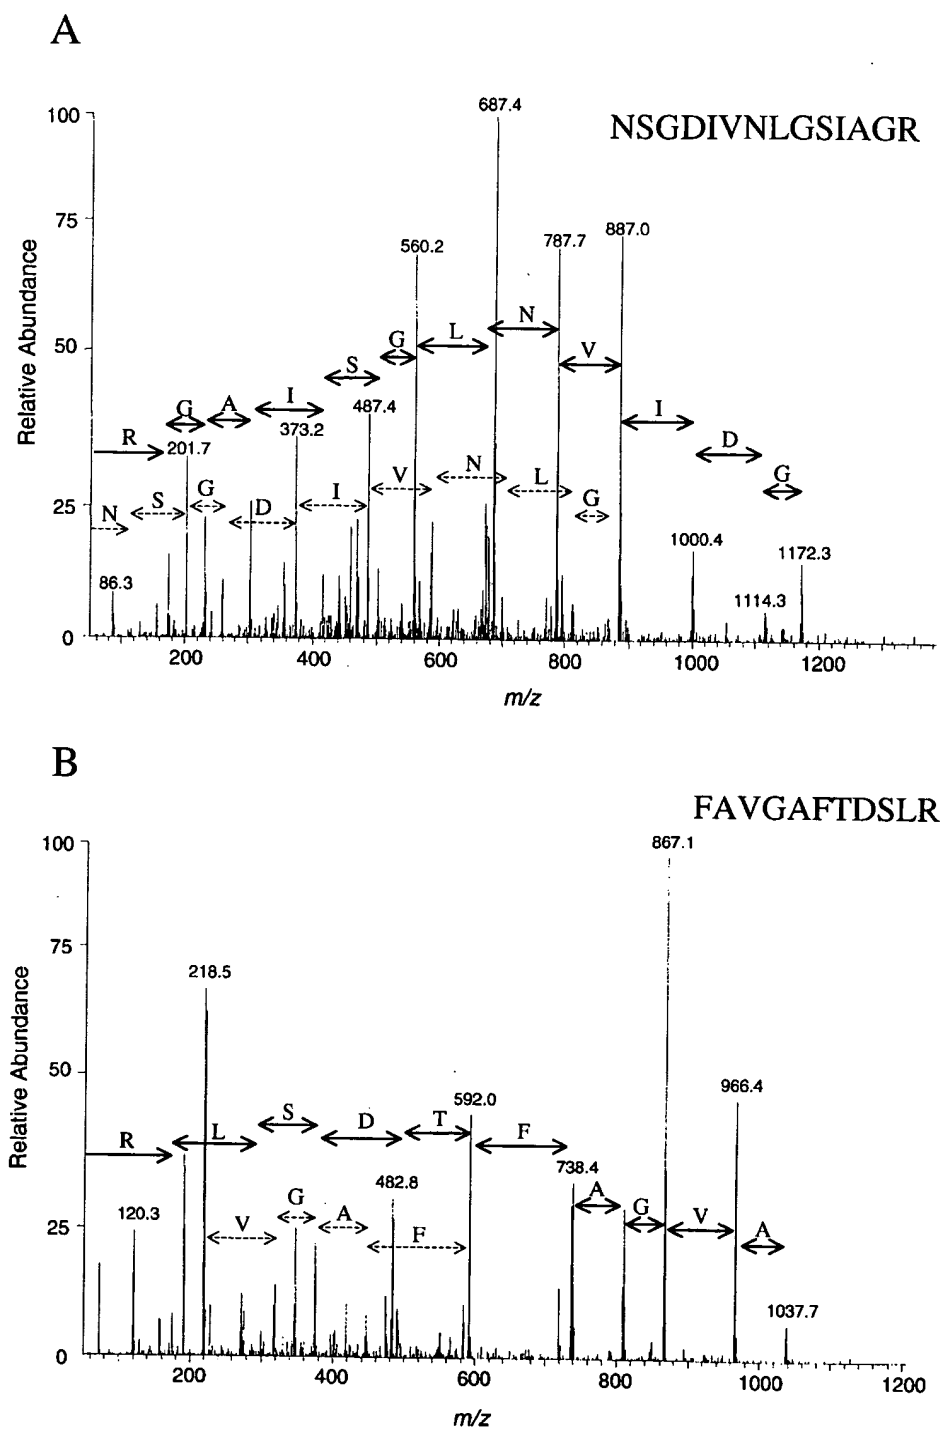 A
NSGDIVNLGSIAGR
Relative Abundance
100
75
50
25
0
687.4
887.0
787.7
560.2
N
L
G
V
S
I
487.4
A
G
I
373.2
R
201.7
D
G
N
V
L
I
G
S
G
D
N
1000.4
86.3
1172.3
1114.3
200 400 600 800 1000 1200
m/z
B
FAVGAFTDSLR
Relative Abundance
100
75
50
25
0
867.1
218.5
966.4
592.0
S
D
T
R
L
F
738.4
482.8
A
G
V
A
120.3
G
A
V
F
1037.7
200 400 600 800 1000 1200
m/z